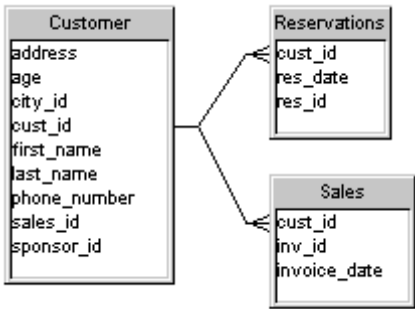 Customer
address
age
city_id
cust_id
first_name
last_name
phone_number
sales_id
sponsor_id
Reservations
cust_id
res_date
res_id
Sales
cust_id
inv_id
invoice_date